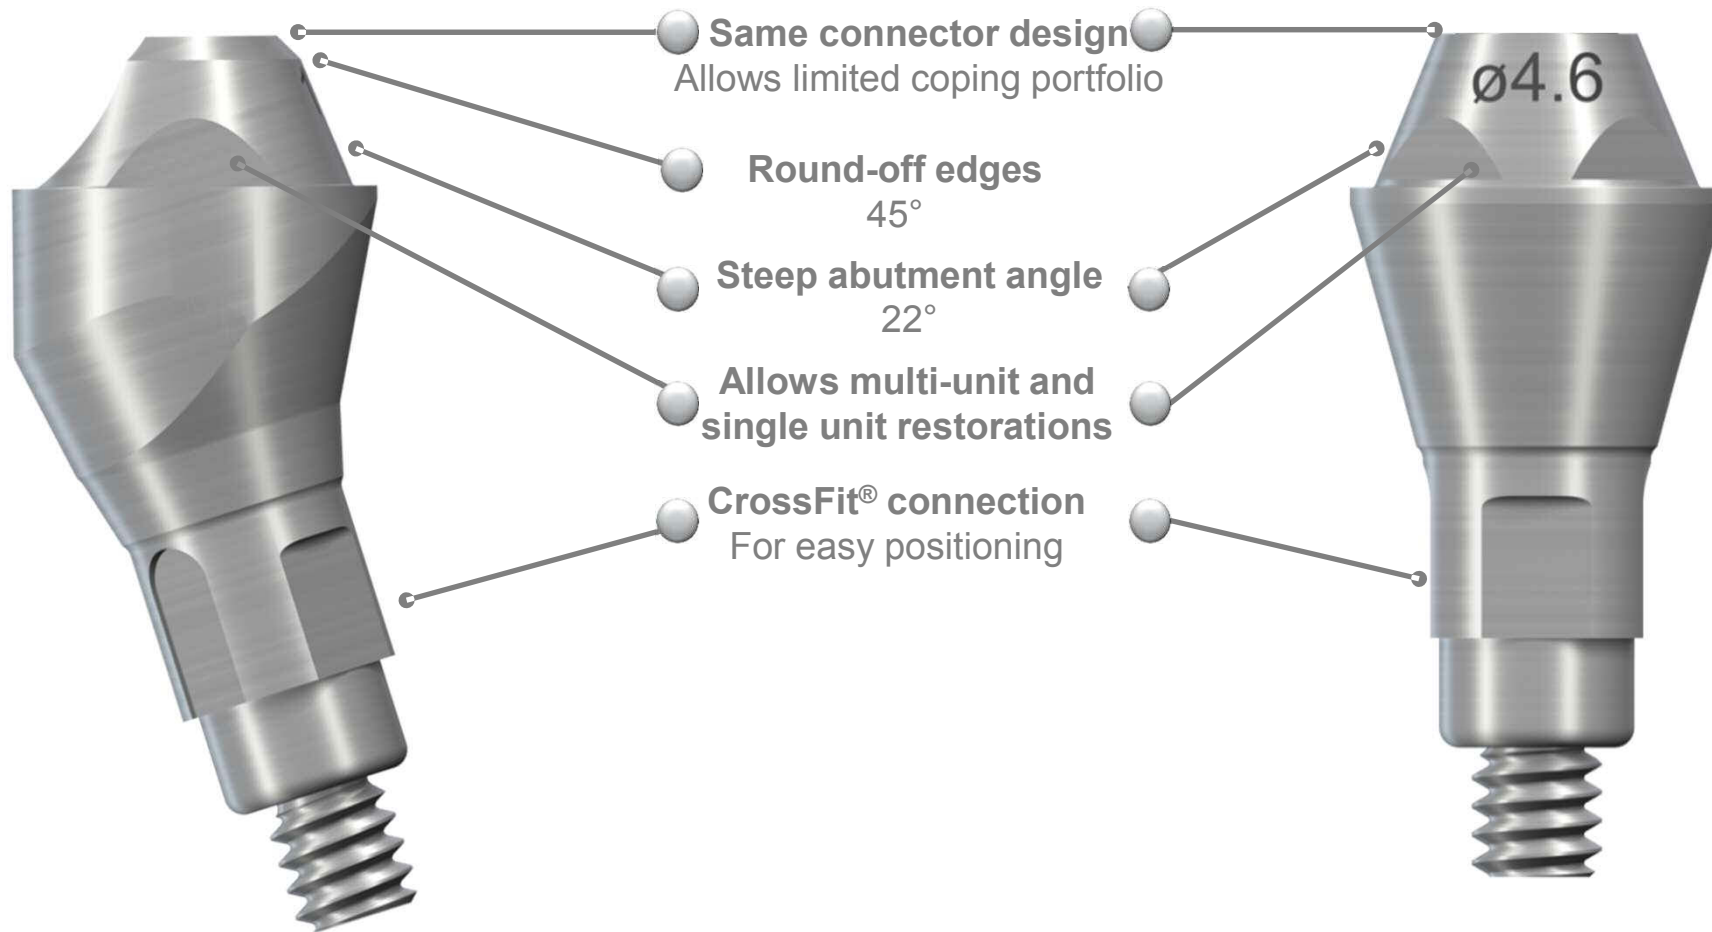 Same connector design
Allows limited coping portfolio
ø4.6
Round-off edges
45°
Steep abutment angle
22°
Allows multi-unit and
single unit restorations
CrossFit® connection
For easy positioning